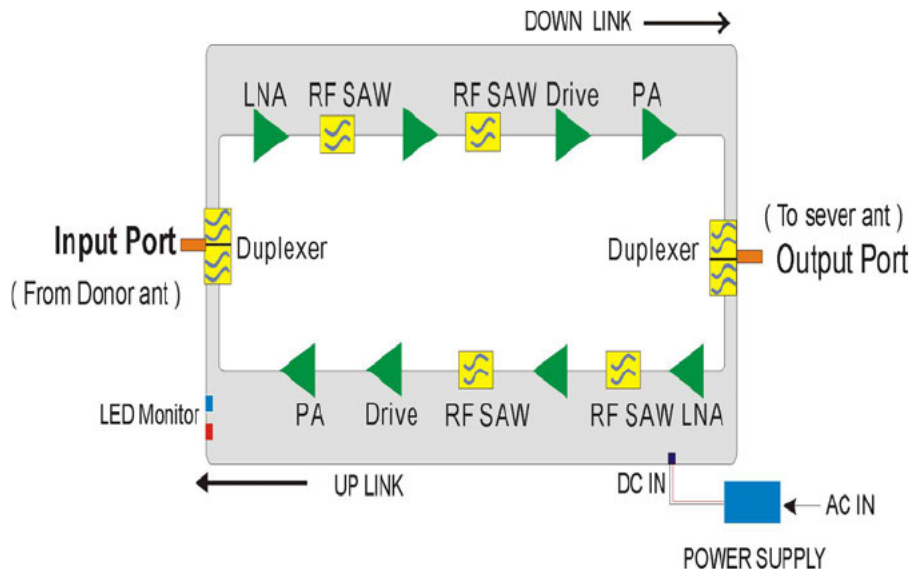 DOWN LINK
LNA RF SAW RF SAW Drive PA
Input Port
( From Donor ant )
Duplexer
Duplexer
( To sever ant )
Output Port
PA Drive RF SAW RF SAW LNA
LED Monitor
UP LINK
DC IN
AC IN
POWER SUPPLY